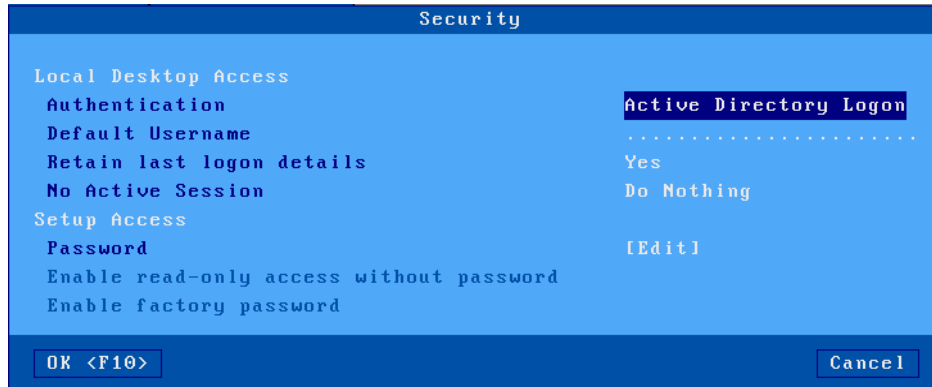 Security
Local Desktop Access
Authentication Active Directory Logon
Default Username .......................
Retain last logon details Yes
No Active Session Do Nothing
Setup Access
Password [Edit]
Enable read-only access without password
Enable factory password
OK <F10> Cancel